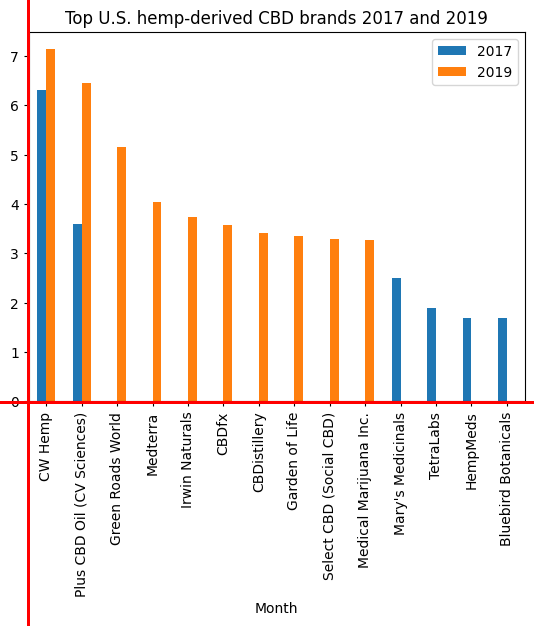 Top U.S. hemp-derived CBD brands 2017 and 2019
2017
2019
7
6
5
4
3
2
1
0
CW Hemp
Plus CBD Oil (CV Sciences)
Green Roads World
Medterra
Irwin Naturals
CBDfx
CBDistillery
Garden of Life
Select CBD (Social CBD)
Medical Marijuana Inc.
Mary's Medicinals
TetraLabs
HempMeds
Bluebird Botanicals
Month